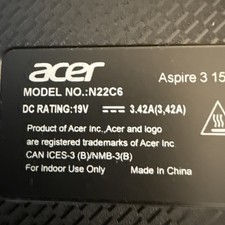 acer
Aspire 3 15
MODEL NO.:N22C6
DC RATING:19V ⎓ 3.42A(3,42A)
Product of Acer Inc.,Acer and logo
are registered trademarks of Acer Inc.
CAN ICES-3 (B)/NMB-3(B)
For Indoor Use Only
Made in China